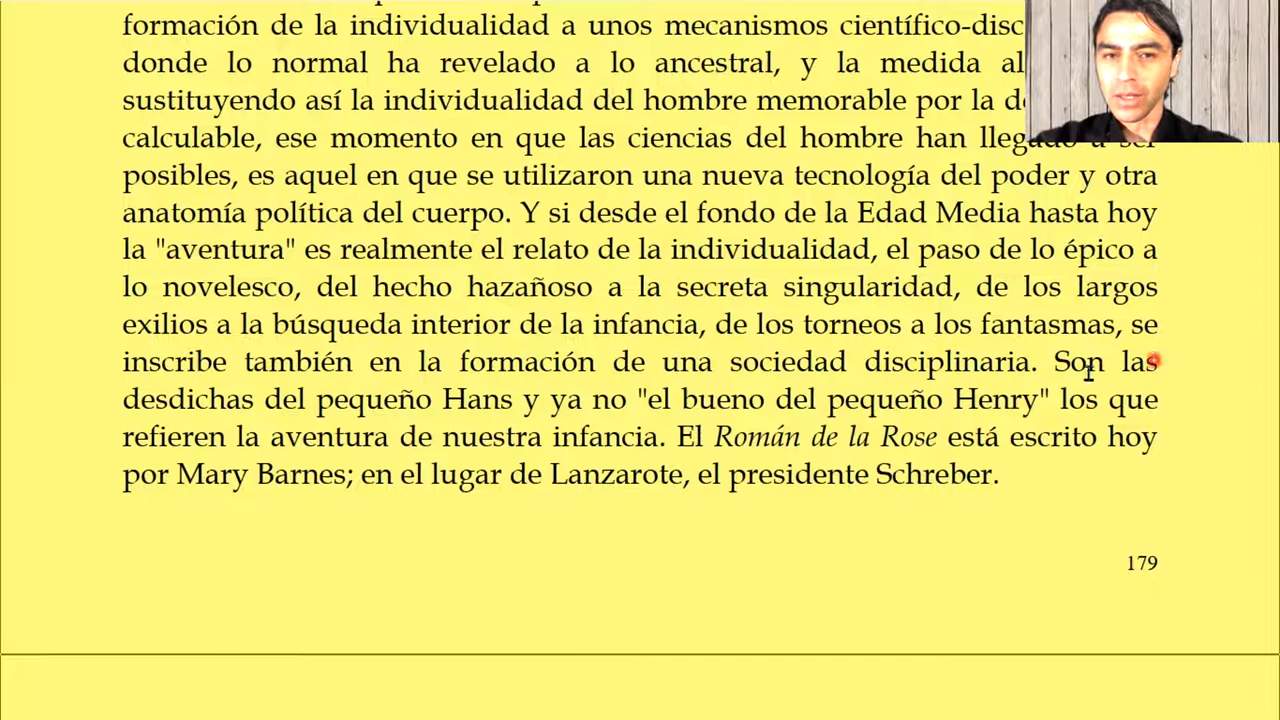 formación de la individualidad a unos mecanismos científico-disc
donde lo normal ha revelado a lo ancestral, y la medida al
sustituyendo así la individualidad del hombre memorable por la d
calculable, ese momento en que las ciencias del hombre han llegado a ser
posibles, es aquel en que se utilizaron una nueva tecnología del poder y otra
anatomía política del cuerpo. Y si desde el fondo de la Edad Media hasta hoy
la "aventura" es realmente el relato de la individualidad, el paso de lo épico a
lo novelesco, del hecho hazañoso a la secreta singularidad, de los largos
exilios a la búsqueda interior de la infancia, de los torneos a los fantasmas, se
inscribe también en la formación de una sociedad disciplinaria. Son las
desdichas del pequeño Hans y ya no "el bueno del pequeño Henry" los que
refieren la aventura de nuestra infancia. El Román de la Rose está escrito hoy
por Mary Barnes; en el lugar de Lanzarote, el presidente Schreber.
179